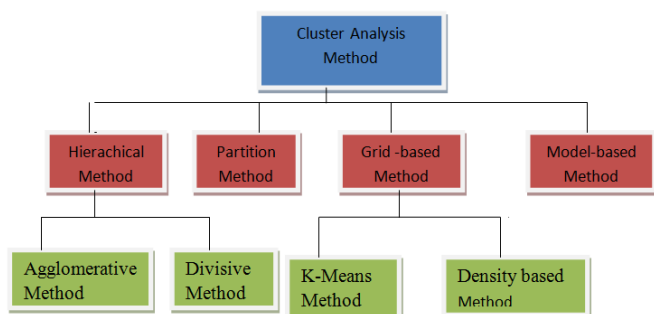 Cluster Analysis
Method
Hierachical
Method
Partition
Method
Grid -based
Method
Model-based
Method
Agglomerative
Method
Divisive
Method
K-Means
Method
Density based
Method